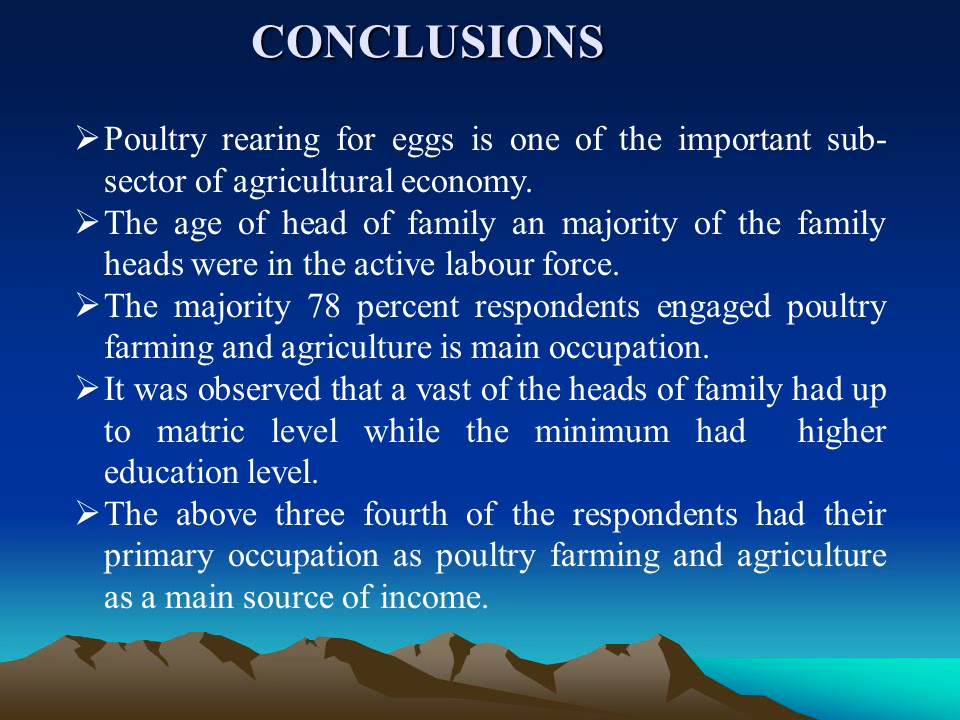 CONCLUSIONS
➢Poultry rearing for eggs is one of the important sub-
sector of agricultural economy.
➢The age of head of family an majority of the family
heads were in the active labour force.
➢The majority 78 percent respondents engaged poultry
farming and agriculture is main occupation.
➢It was observed that a vast of the heads of family had up
to matric level while the minimum had higher
education level.
➢The above three fourth of the respondents had their
primary occupation as poultry farming and agriculture
as a main source of income.